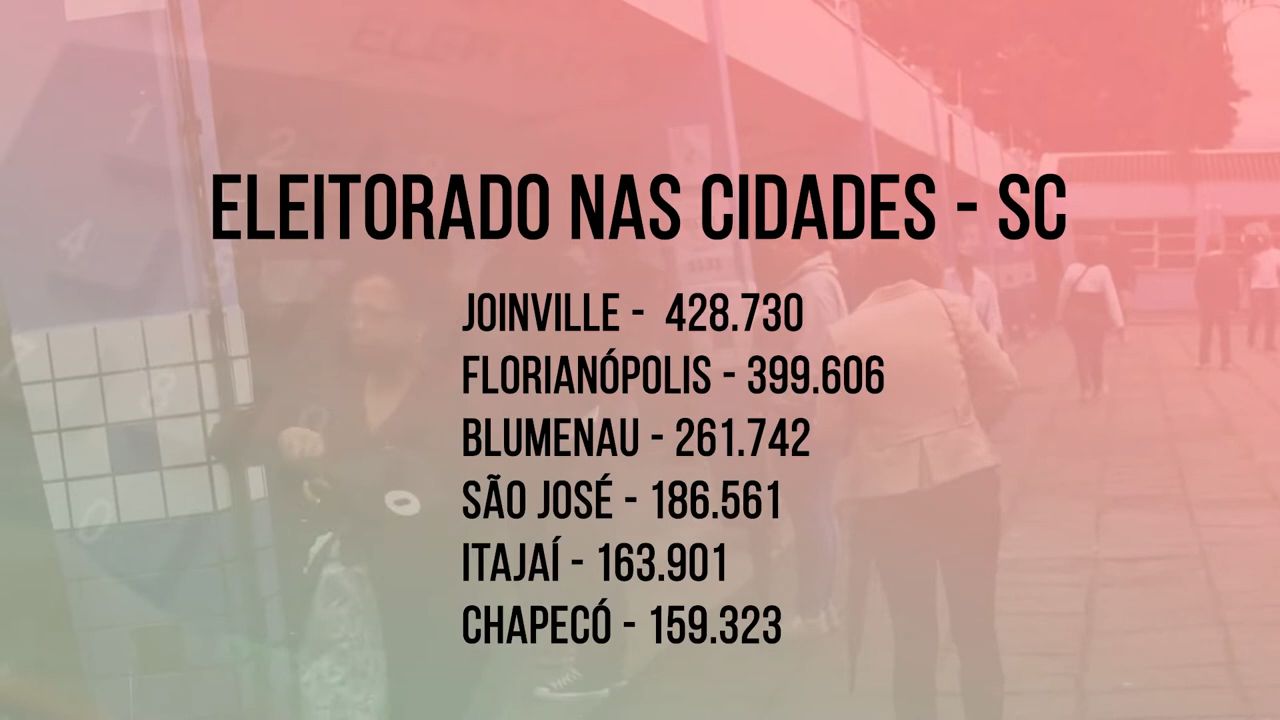 ELEITORADO NAS CIDADES - SC
JOINVILLE - 428.730
FLORIANÓPOLIS - 399.606
BLUMENAU - 261.742
SÃO JOSÉ - 186.561
ITAJAÍ - 163.901
CHAPECÓ - 159.323